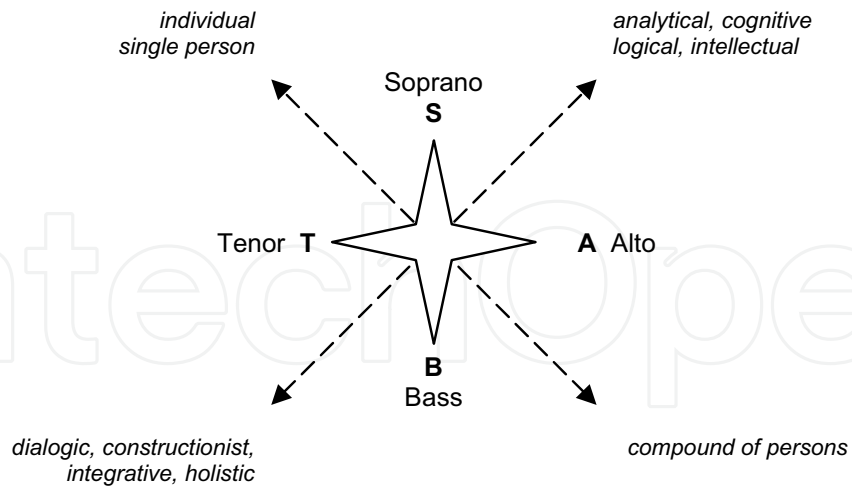 individual
single person
analytical, cognitive
logical, intellectual
Soprano
S
Tenor T
A Alto
B
Bass
dialogic, constructionist,
integrative, holistic
compound of persons